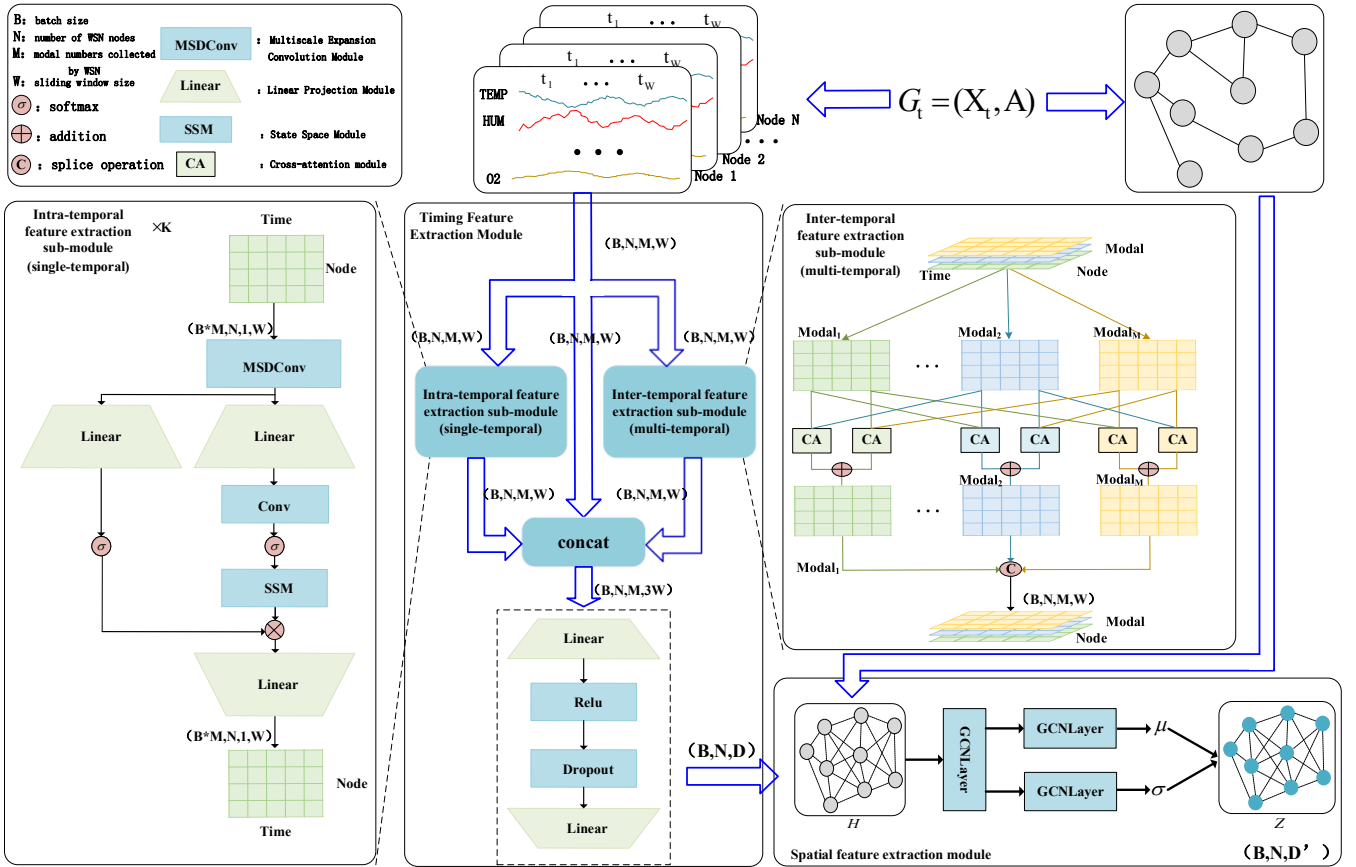 B: batch size
N: number of WSN nodes
M: modal numbers collected
by WSN
W: sliding window size
σ : softmax
⊕ : addition
C : splice operation
MSDConv : Multiscale Expansion
Convolution Module
Linear : Linear Projection Module
SSM : State Space Module
CA : Cross-attention module
t1 ... tW
t1 ... tW
t1 ... tW
TEMP
HUM
...
O2
Node 1
Node 2
...
Node N
Gt = (Xt, A)
Intra-temporal
feature extraction
sub-module
(single-temporal)
×K
Time
Node
(B*M,N,1,W)
MSDConv
Linear
Linear
Conv
σ
σ
SSM
⊗
Linear
(B*M,N,1,W)
Node
Time
Timing Feature
Extraction Module
(B,N,M,W)
(B,N,M,W)
(B,N,M,W)
(B,N,M,W)
Intra-temporal feature
extraction sub-module
(single-temporal)
Inter-temporal feature
extraction sub-module
(multi-temporal)
(B,N,M,W)
(B,N,M,W)
concat
(B,N,M,3W)
Linear
Relu
Dropout
Linear
(B,N,D)
Inter-temporal
feature extraction
sub-module
(multi-temporal)
Modal
Time
Node
Modal1
Modal2
ModalM
...
CA
CA
CA
CA
CA
CA
⊕
⊕
⊕
Modal2
ModalM
...
Modal1
C
(B,N,M,W)
Modal
Node
H
GCNLayer
GCNLayer
GCNLayer
μ
σ
Z
Spatial feature extraction module
(B,N,D')